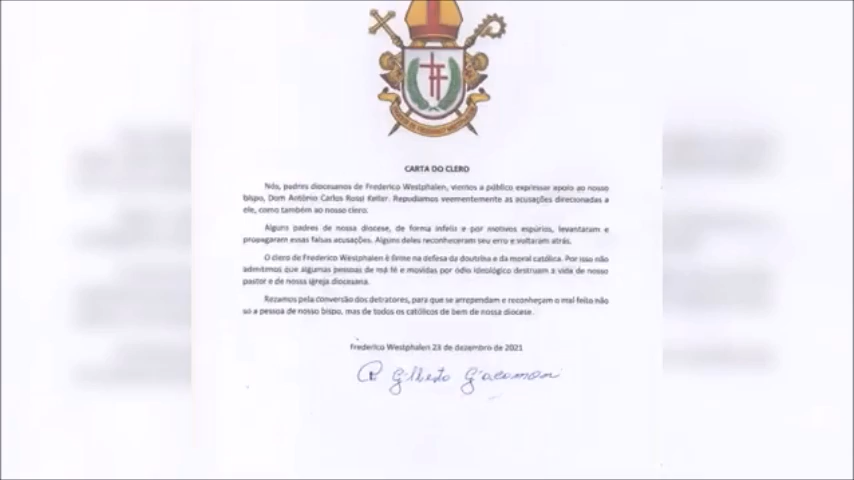 CARTA DO CLERO
Nós, padres diocesanos de Frederico Westphalen, viemos a público expressar apoio ao nosso
bispo, Dom Antônio Carlos Rossi Keller. Repudiamos veementemente as acusações direcionadas a
ele, como também ao nosso clero.
Alguns padres de nossa diocese, de forma infeliz e por motivos espúrios, levantaram e
propagaram essas falsas acusações. Alguns deles reconheceram seu erro e voltaram atrás.
O clero de Frederico Westphalen é firme na defesa da doutrina e da moral católica. Por isso não
admitimos que algumas pessoas de má fé e movidas por ódio ideológico destruam a vida de nosso
pastor e de nossa igreja diocesana.
Rezamos pela conversão dos detratores, para que se arrependam e reconheçam o mal feito não
so a pessoa de nosso bispo, mas de todos os católicos de bem de nossa diocese.
Frederico Westphalen 23 de dezembro de 2021
Gilberto Giacomoni